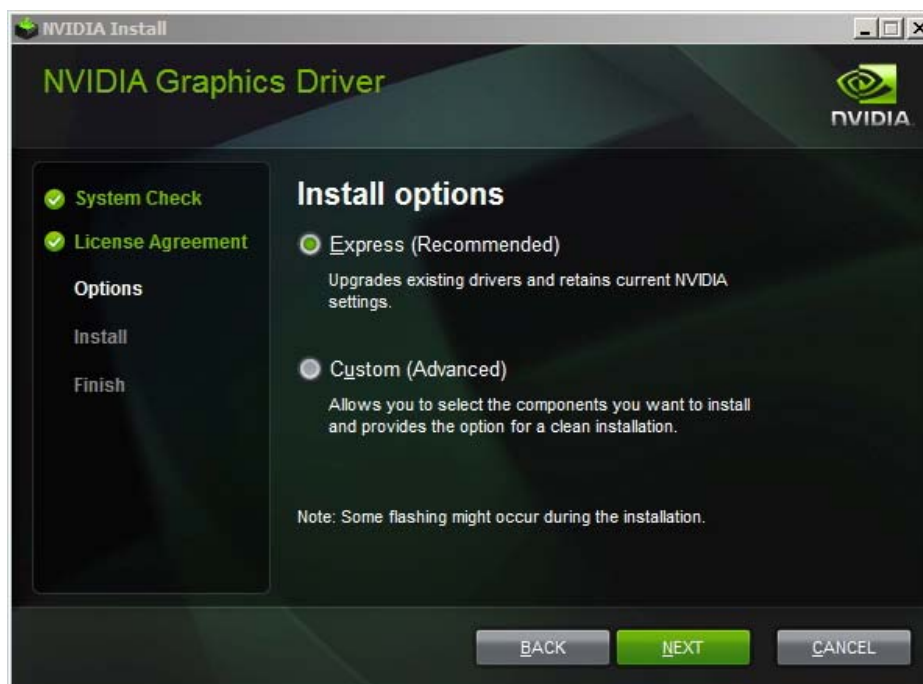 NVIDIA Install
NVIDIA Graphics Driver
NVIDIA
System Check
License Agreement
Options
Install
Finish
Install options
Express (Recommended)
Upgrades existing drivers and retains current NVIDIA
settings.
Custom (Advanced)
Allows you to select the components you want to install
and provides the option for a clean installation.
Note: Some flashing might occur during the installation.
BACK
NEXT
CANCEL